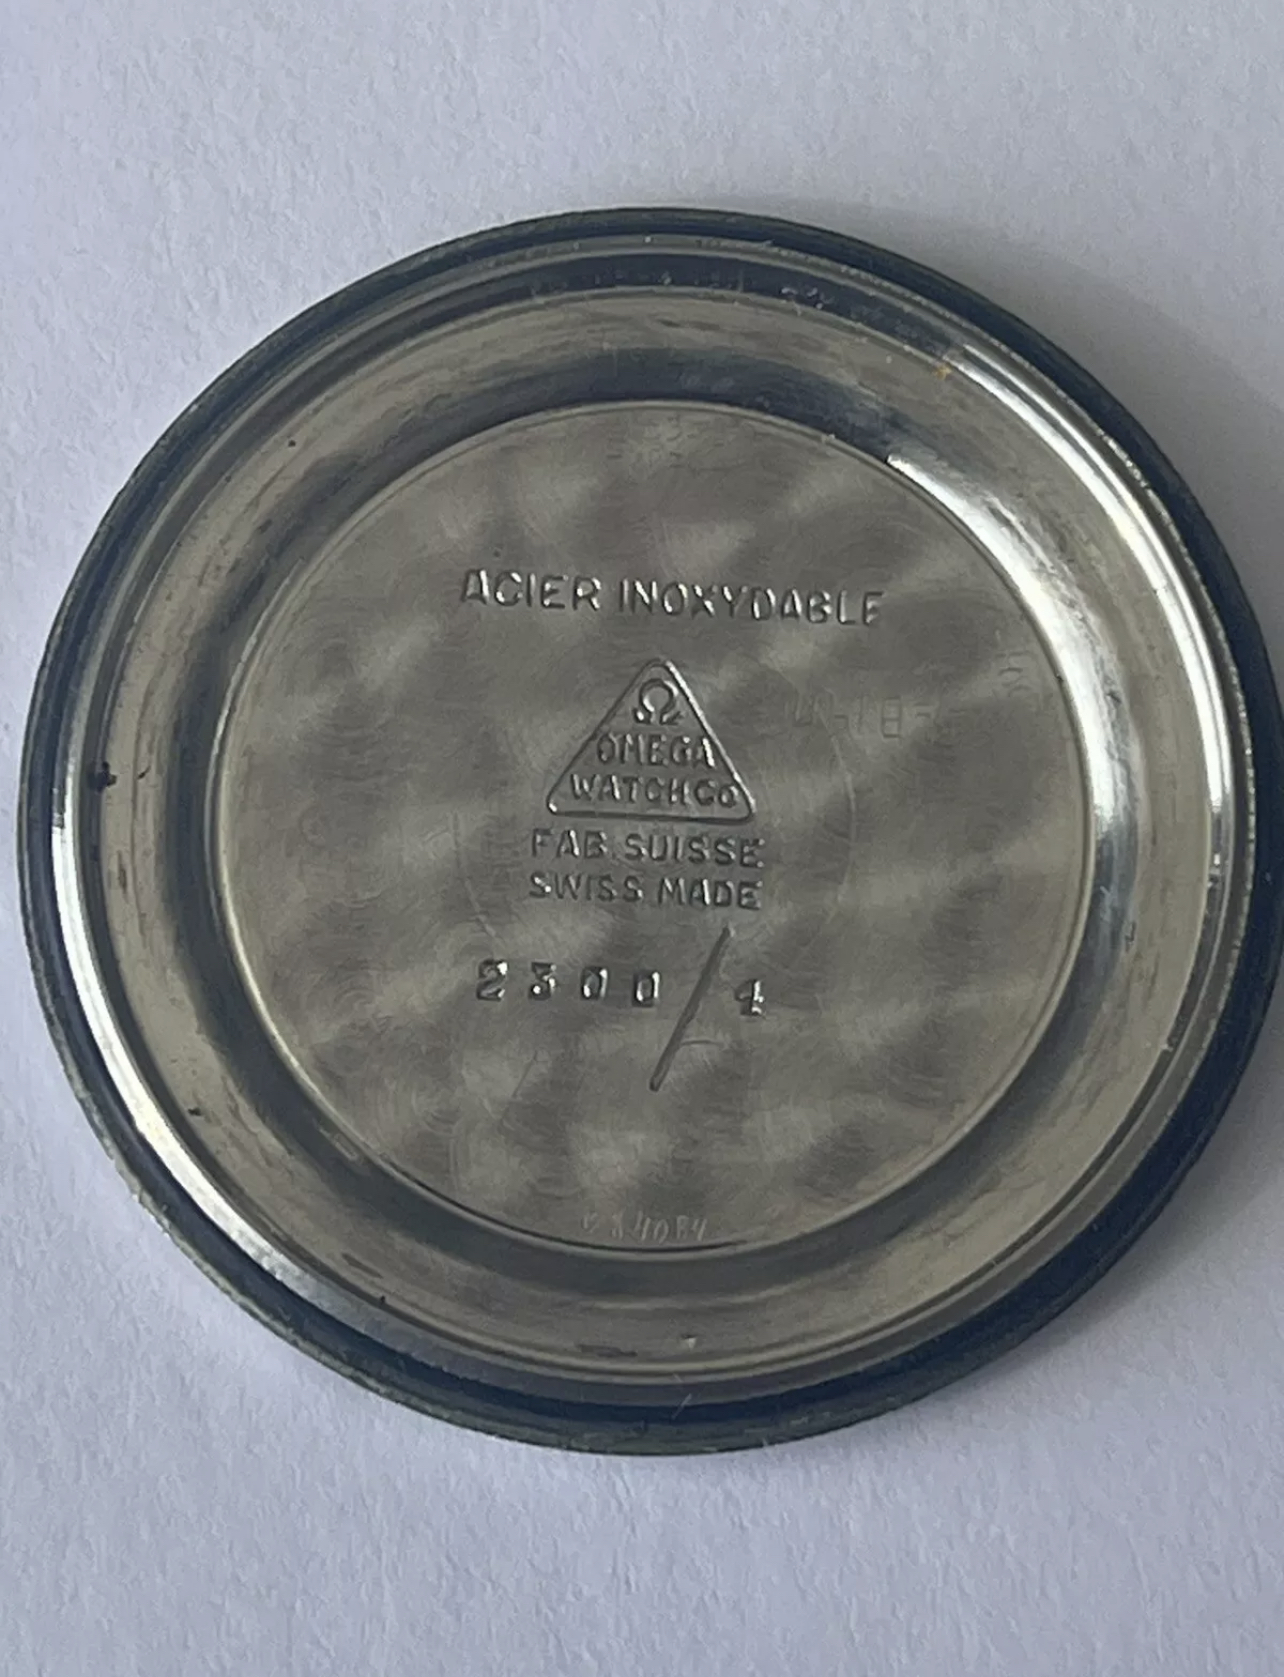 ACIER INOXYDABLE
Ω
OMEGA
WATCH Co
FAB. SUISSE
SWISS MADE
2300/4